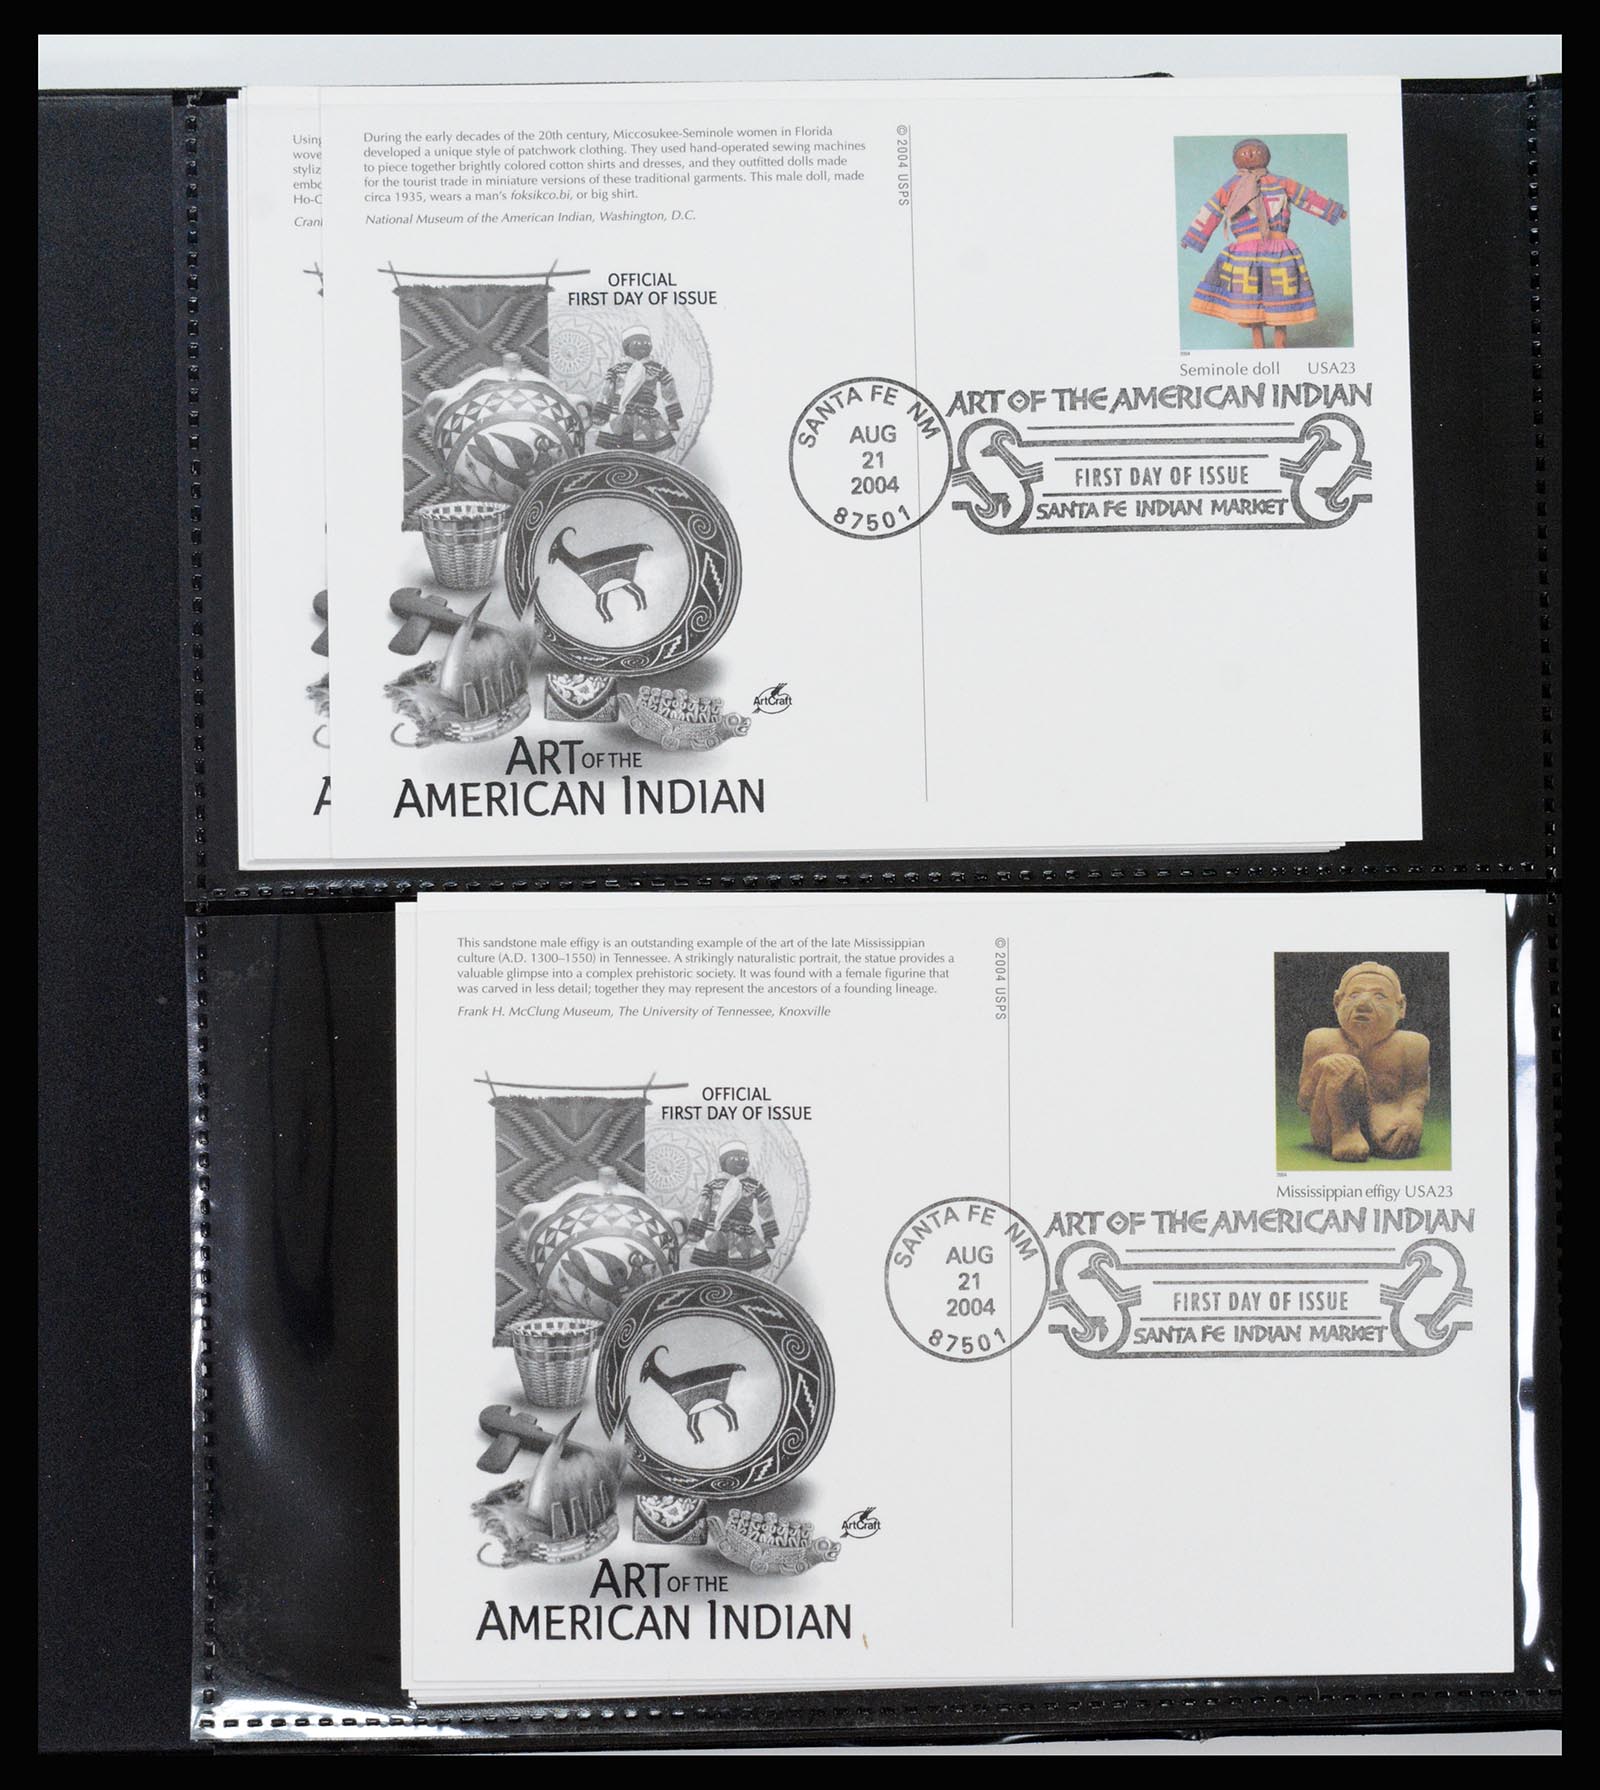 Using
wove
styliz
embo
Ho-C
Cranl
During the early decades of the 20th century, Miccosukee-Seminole women in Florida
developed a unique style of patchwork clothing. They used hand-operated sewing machines
to piece together brightly colored cotton shirts and dresses, and they outfitted dolls made
for the tourist trade in miniature versions of these traditional garments. This male doll, made
circa 1935, wears a man's foksikco.bi, or big shirt.
National Museum of the American Indian, Washington, D.C.
© 2004 USPS
OFFICIAL
FIRST DAY OF ISSUE
2004
Seminole doll USA23
SANTA FE NM
AUG
21
2004
87501
ART OF THE AMERICAN INDIAN
FIRST DAY OF ISSUE
SANTA FE INDIAN MARKET
ArtCraft
ART OF THE
AMERICAN INDIAN
A
This sandstone male effigy is an outstanding example of the art of the late Mississippian
culture (A.D. 1300–1550) in Tennessee. A strikingly naturalistic portrait, the statue provides a
valuable glimpse into a complex prehistoric society. It was found with a female figurine that
was carved in less detail; together they may represent the ancestors of a founding lineage.
Frank H. McClung Museum, The University of Tennessee, Knoxville
© 2004 USPS
OFFICIAL
FIRST DAY OF ISSUE
2004
Mississippian effigy USA23
SANTA FE NM
AUG
21
2004
87501
ART OF THE AMERICAN INDIAN
FIRST DAY OF ISSUE
SANTA FE INDIAN MARKET
ArtCraft
ART OF THE
AMERICAN INDIAN